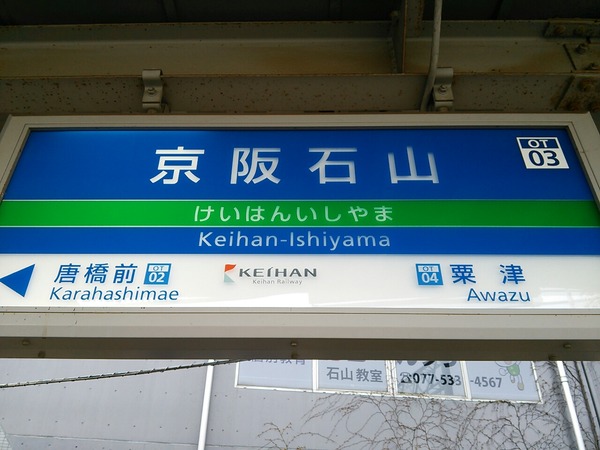 京阪石山
OT
03
けいはんいしやま
Keihan-Ishiyama
唐橋前
OT
02
Karahashimae
KEIHAN
Keihan Railway
OT
04
粟津
Awazu
石山教室
☎077-533-4567